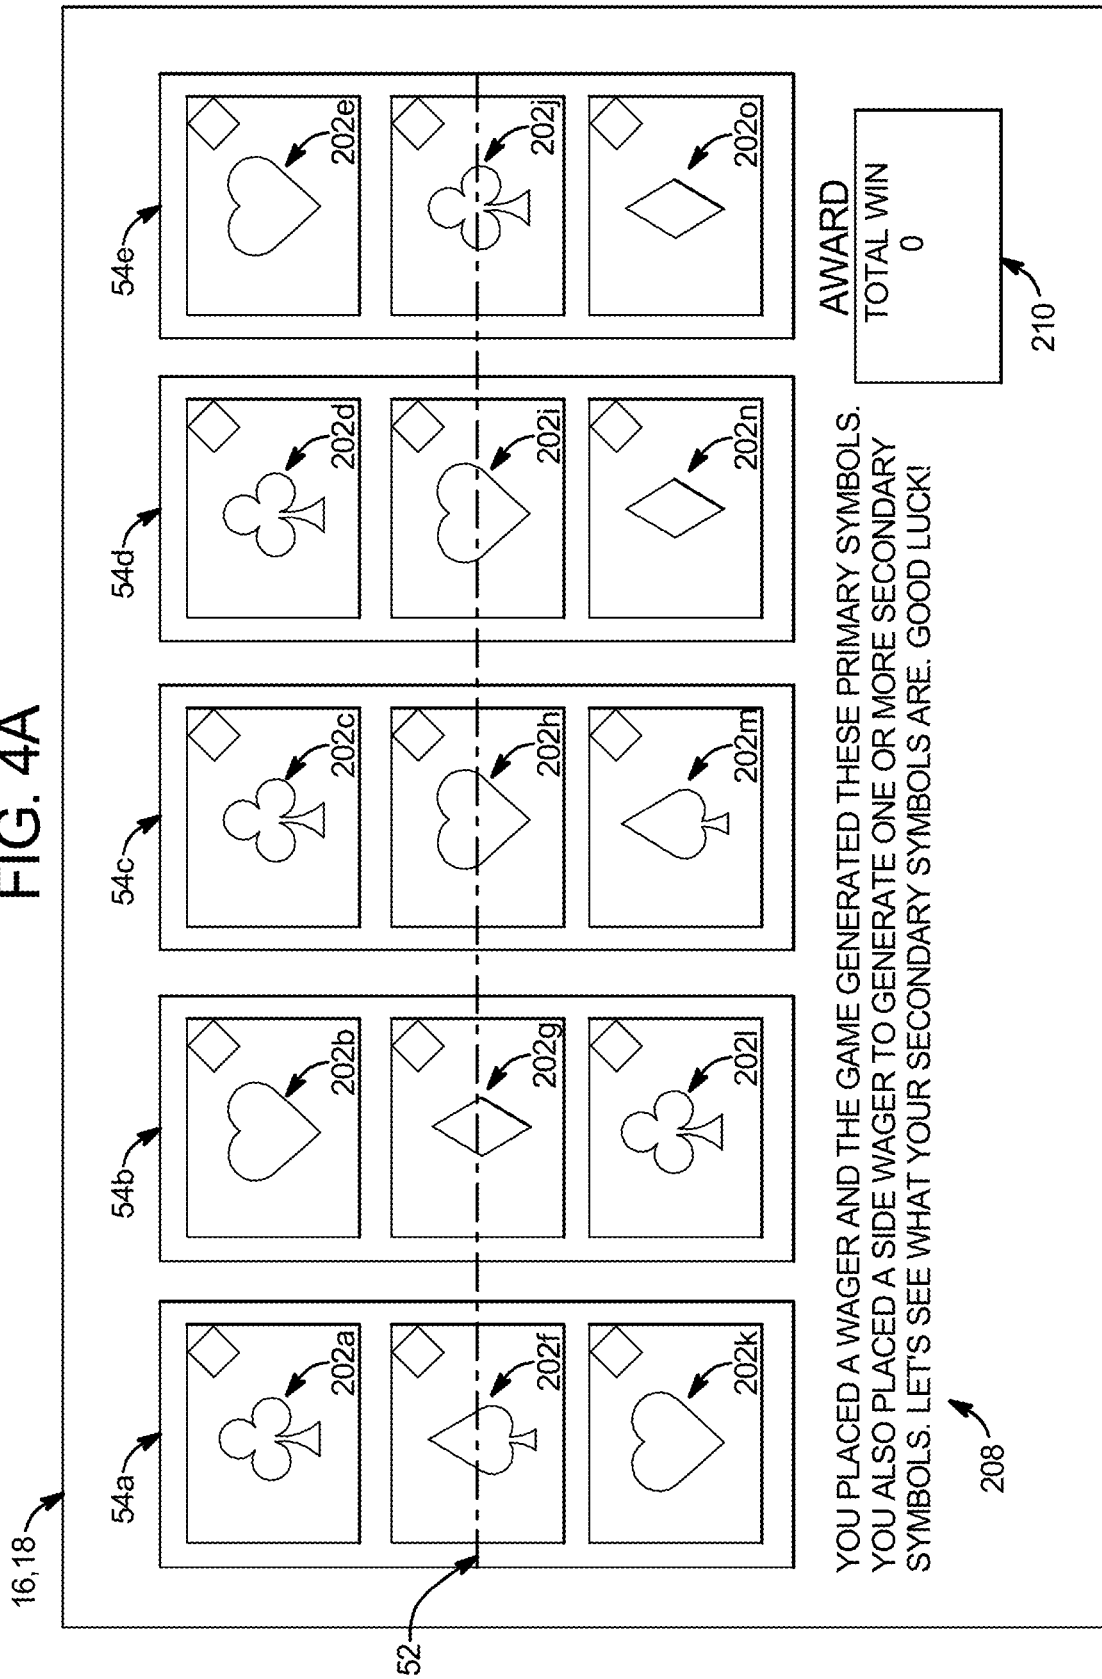 FIG. 4A
16,18
54a
54b
54c
54d
54e
202a
202b
202c
202d
202e
52
202f
202g
202h
202i
202j
202k
202l
202m
202n
202o
YOU PLACED A WAGER AND THE GAME GENERATED THESE PRIMARY SYMBOLS.
YOU ALSO PLACED A SIDE WAGER TO GENERATE ONE OR MORE SECONDARY
SYMBOLS. LET'S SEE WHAT YOUR SECONDARY SYMBOLS ARE. GOOD LUCK!
208
AWARD
TOTAL WIN
0
210